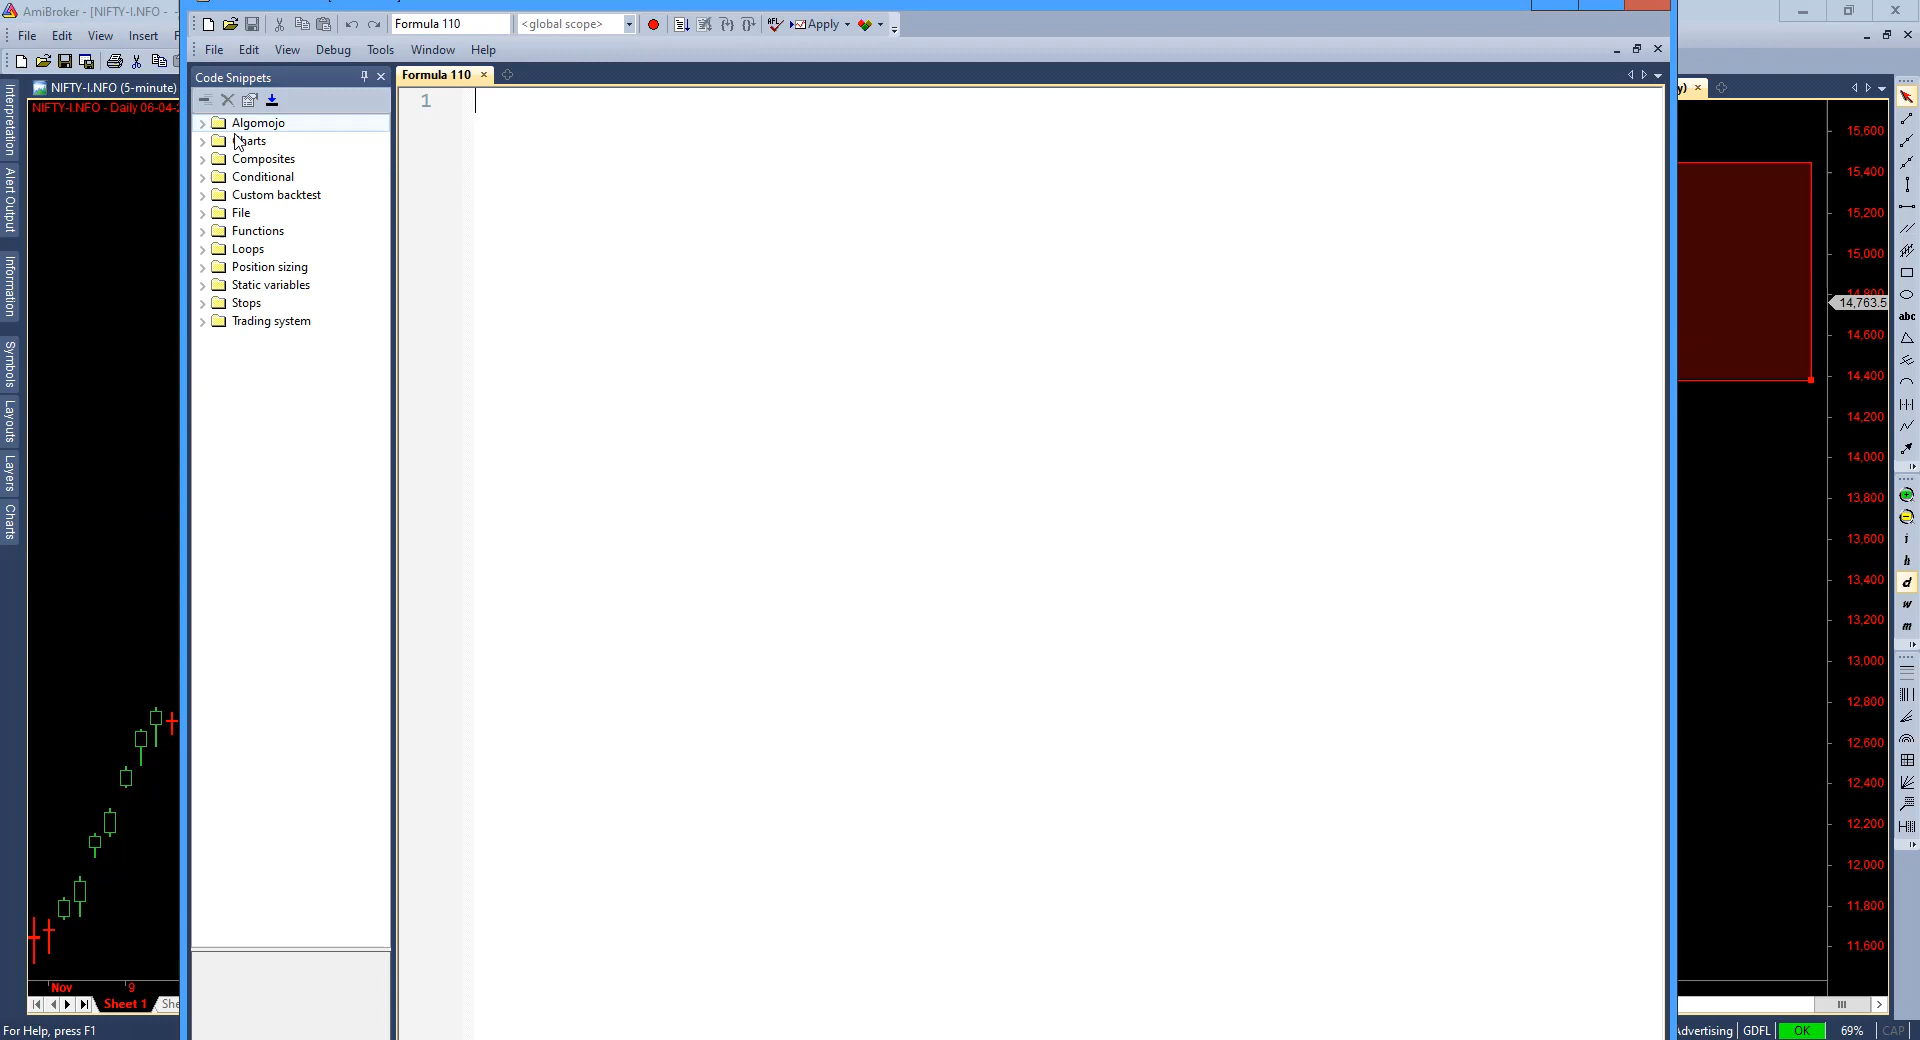 AmiBroker - [NIFTY-I.NFO -
File Edit View Insert
Formula 110
<global scope>
Apply
File Edit View Debug Tools Window Help
Code Snippets
Formula 110
1
Algomojo
Charts
Composites
Conditional
Custom backtest
File
Functions
Loops
Position sizing
Static variables
Stops
Trading system
NIFTY-I.NFO (5-minute)
NIFTY-I.NFO - Daily 06-04-
Interpretation
Alert Output
Information
Symbols
Layouts
Layers
Charts
y)
15,600
15,400
15,200
15,000
14,800
14,763.5
14,600
14,400
14,200
14,000
13,800
13,600
13,400
13,200
13,000
12,800
12,600
12,400
12,200
12,000
11,800
11,600
abc
i
h
d
w
m
Nov 9
Sheet 1 She
For Help, press F1
Advertising GDFL OK 69% CAP